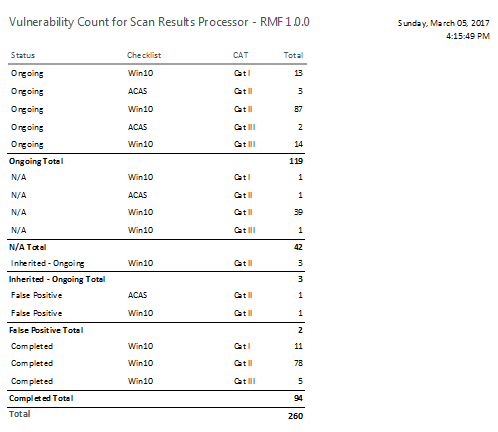 Vulnerability Count for Scan Results Processor - RMF 1.0.0
Sunday, March 05, 2017
4:15:49 PM
Status Checklist CAT Total
Ongoing Win10 Cat I 13
Ongoing ACAS Cat II 3
Ongoing Win10 Cat II 87
Ongoing ACAS Cat III 2
Ongoing Win10 Cat III 14
Ongoing Total 119
N/A Win10 Cat I 1
N/A ACAS Cat II 1
N/A Win10 Cat II 39
N/A Win10 Cat III 1
N/A Total 42
Inherited - Ongoing Win10 Cat II 3
Inherited - Ongoing Total 3
False Positive ACAS Cat II 1
False Positive Win10 Cat II 1
False Positive Total 2
Completed Win10 Cat I 11
Completed Win10 Cat II 78
Completed Win10 Cat III 5
Completed Total 94
Total 260